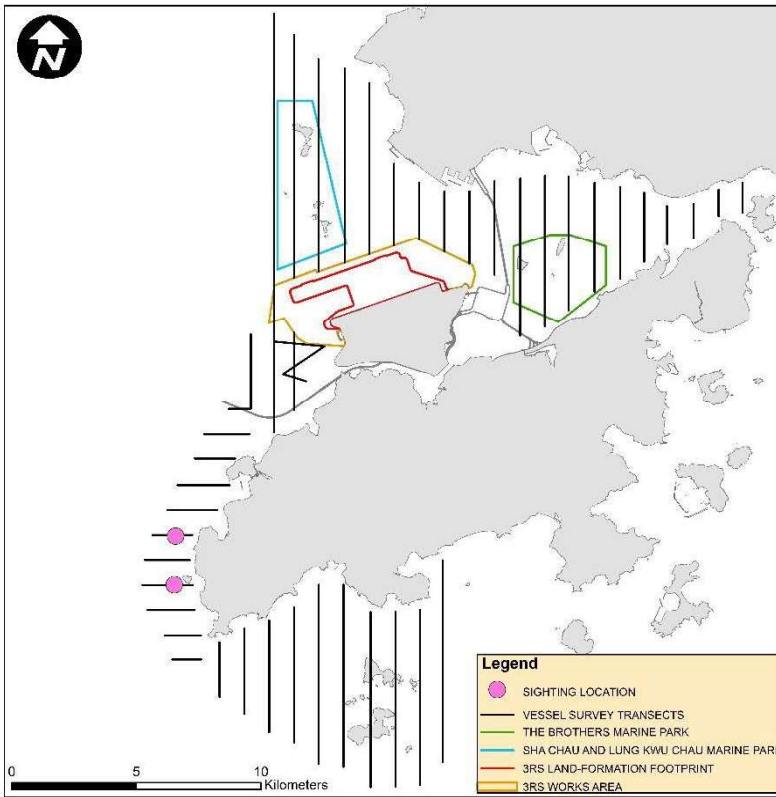 N
Legend
SIGHTING LOCATION
VESSEL SURVEY TRANSECTS
THE BROTHERS MARINE PARK
SHA CHAU AND LUNG KWU CHAU MARINE PARK
3RS LAND-FORMATION FOOTPRINT
3RS WORKS AREA
0 5 10
Kilometers